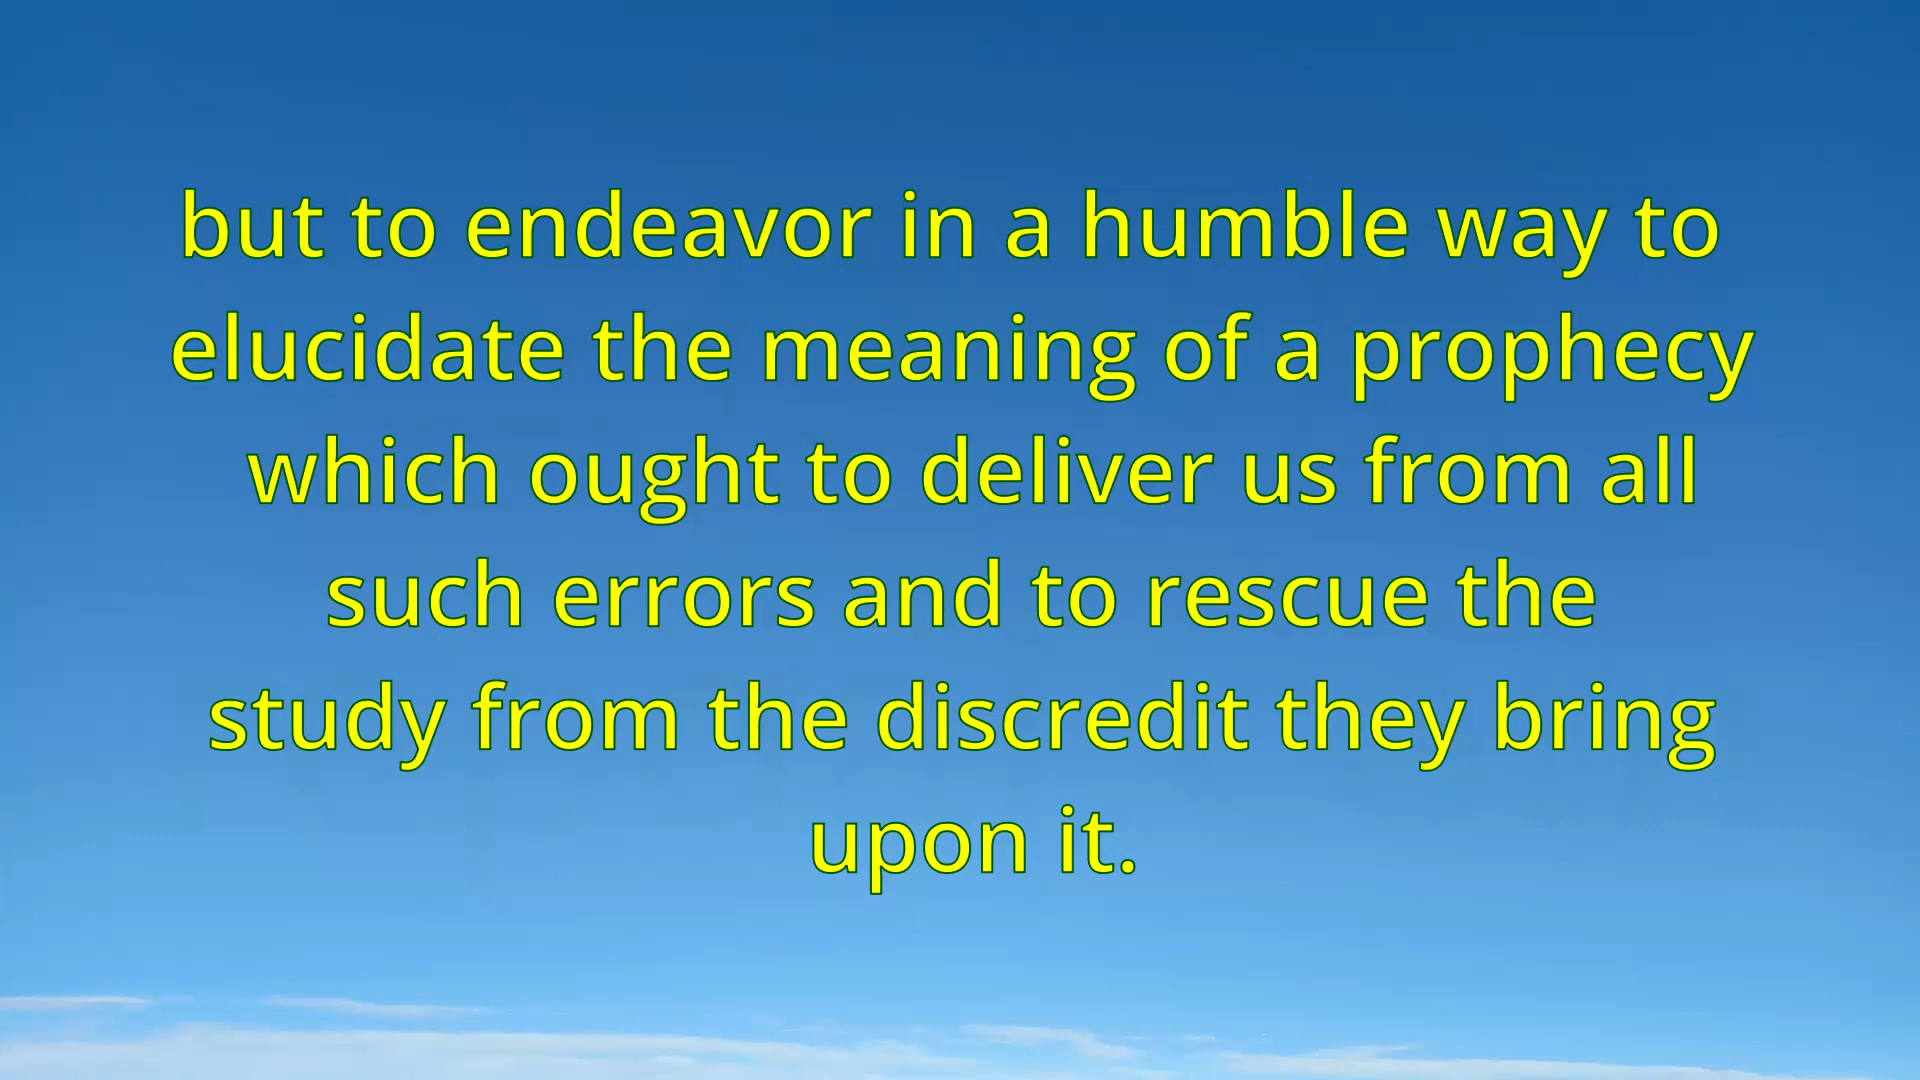 but to endeavor in a humble way to
elucidate the meaning of a prophecy
which ought to deliver us from all
such errors and to rescue the
study from the discredit they bring
upon it.